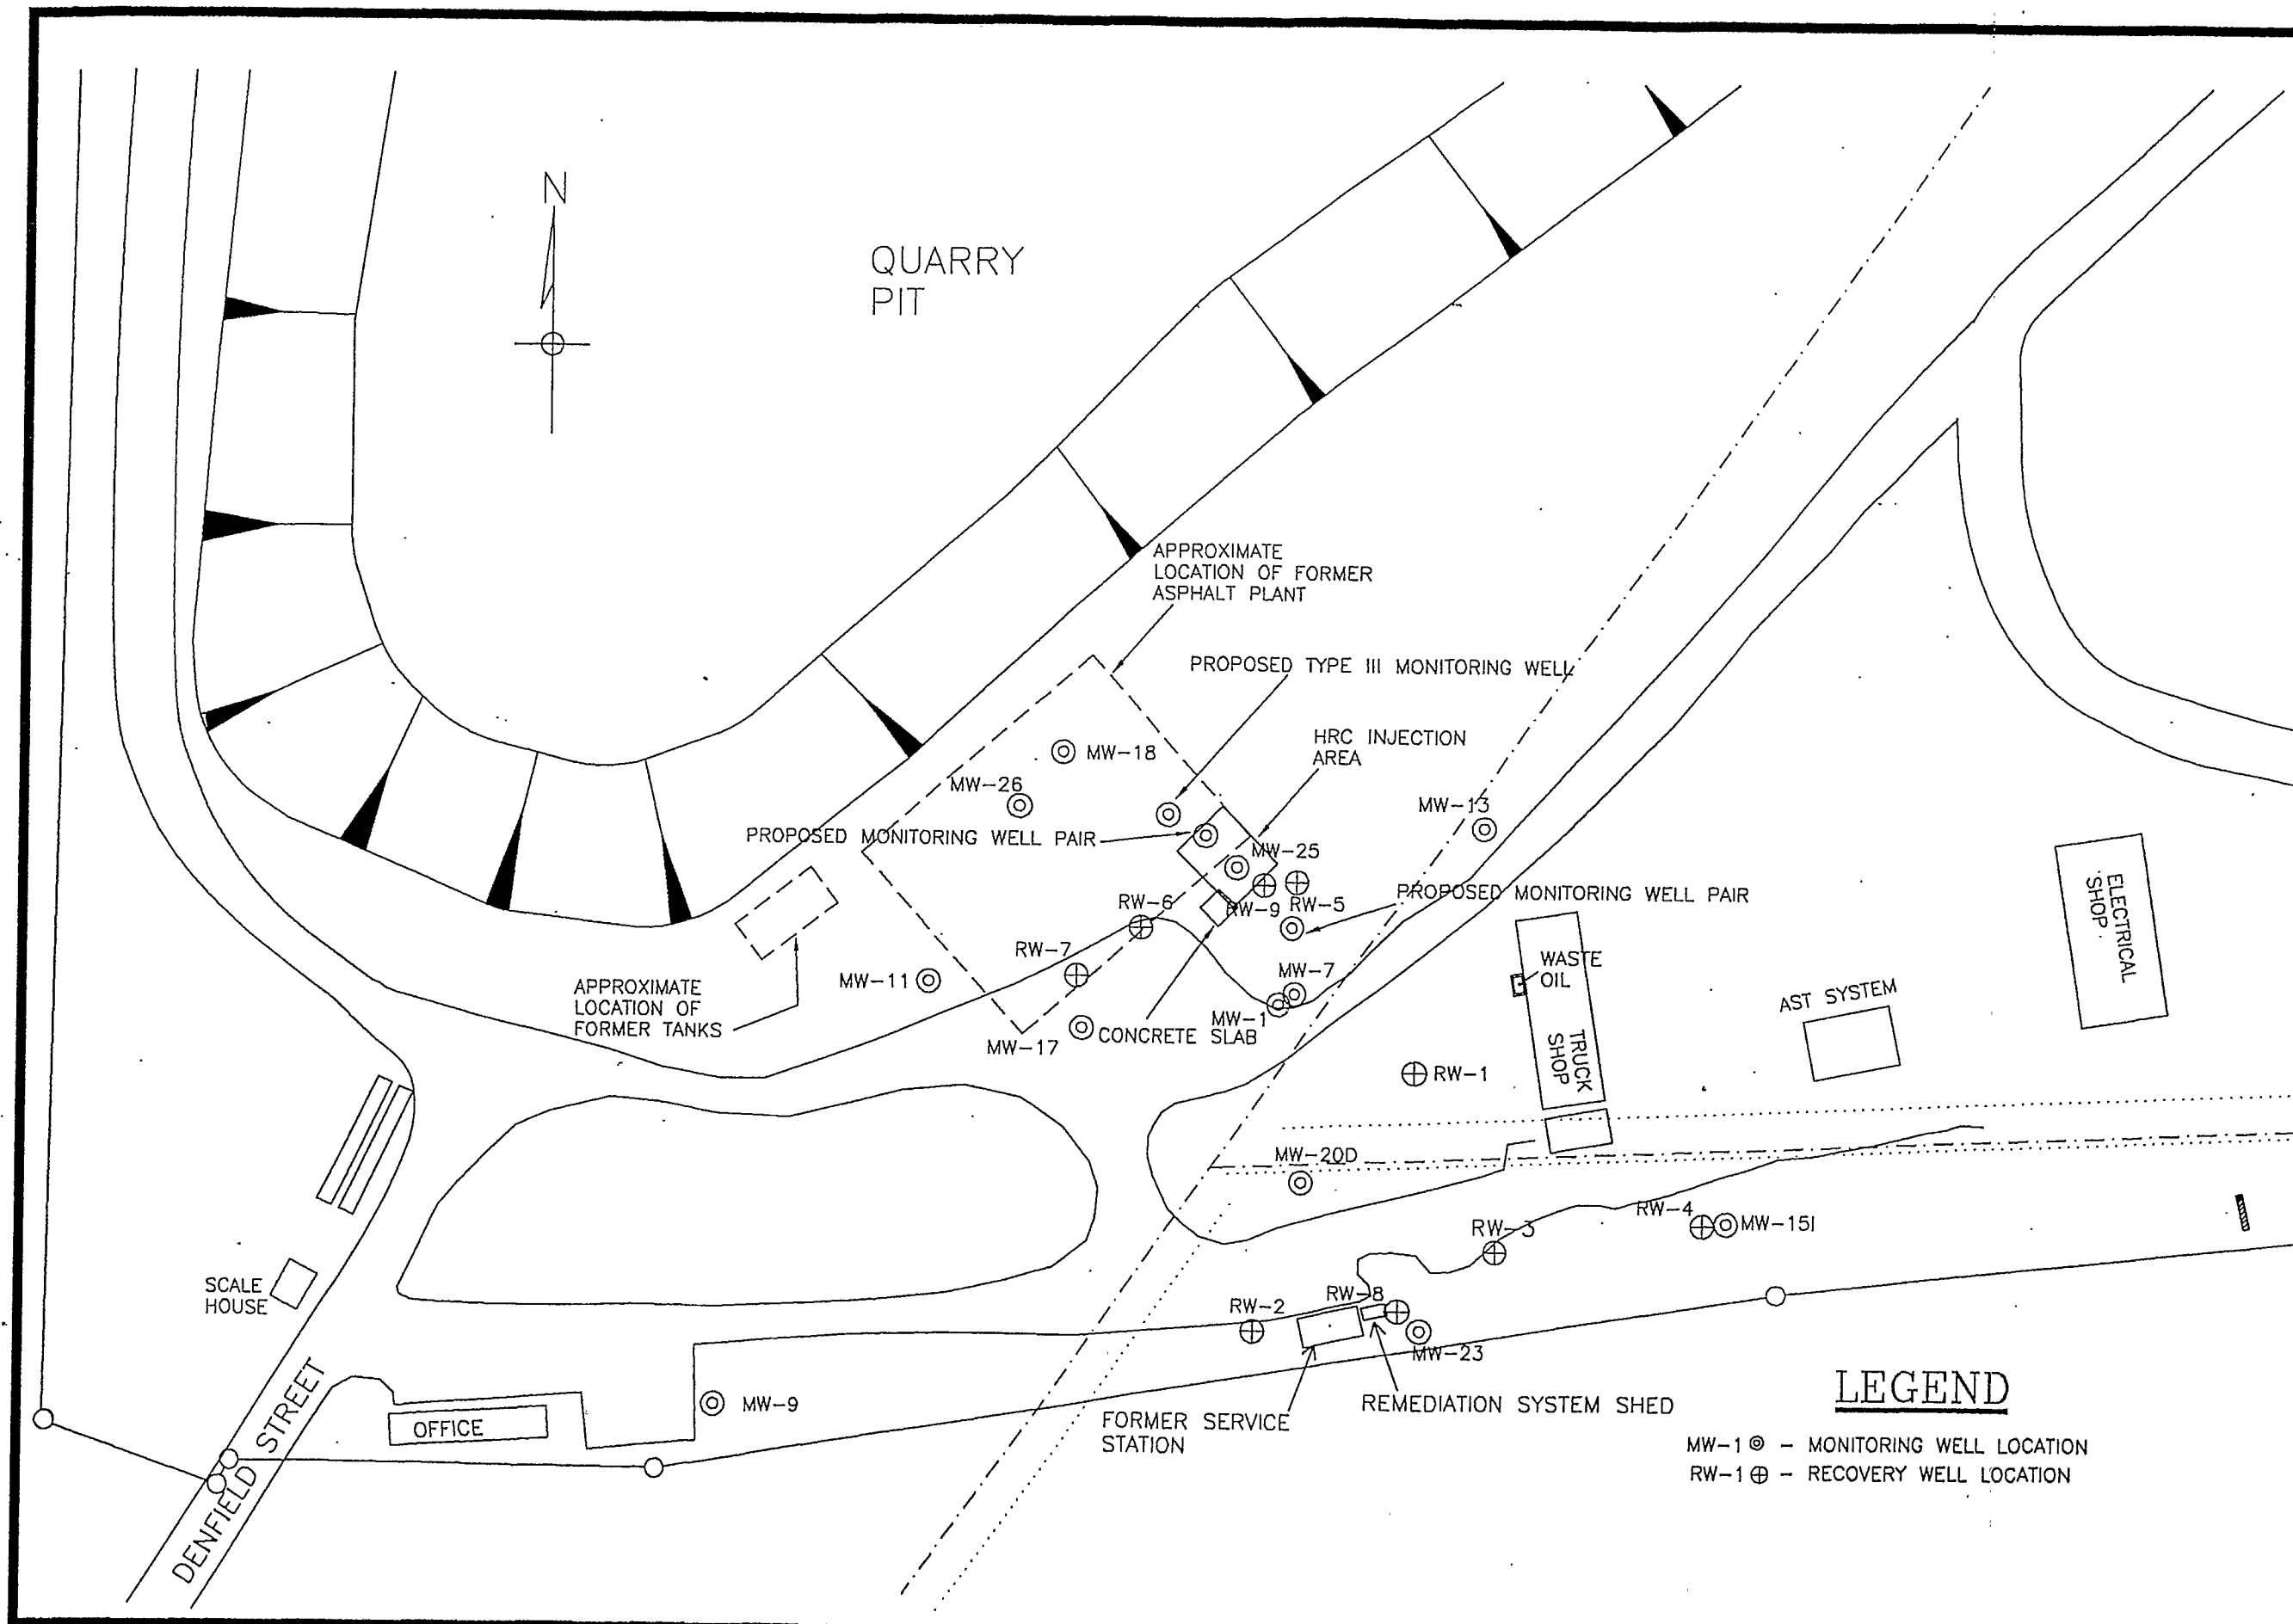 N
QUARRY
PIT
APPROXIMATE
LOCATION OF FORMER
ASPHALT PLANT
PROPOSED TYPE III MONITORING WELL
HRC INJECTION
AREA
MW-18
MW-26
MW-13
PROPOSED MONITORING WELL PAIR
MW-25
PROPOSED MONITORING WELL PAIR
RW-6
RW-9
RW-5
ELECTRICAL
SHOP
RW-7
MW-11
MW-7
WASTE
OIL
APPROXIMATE
LOCATION OF
FORMER TANKS
AST SYSTEM
MW-1
CONCRETE SLAB
MW-17
TRUCK
SHOP
RW-1
MW-20D
RW-4
MW-15I
RW-3
SCALE
HOUSE
RW-8
RW-2
MW-23
DENFIELD STREET
MW-9
OFFICE
FORMER SERVICE
STATION
REMEDIATION SYSTEM SHED
LEGEND
MW-1 – MONITORING WELL LOCATION
RW-1 – RECOVERY WELL LOCATION